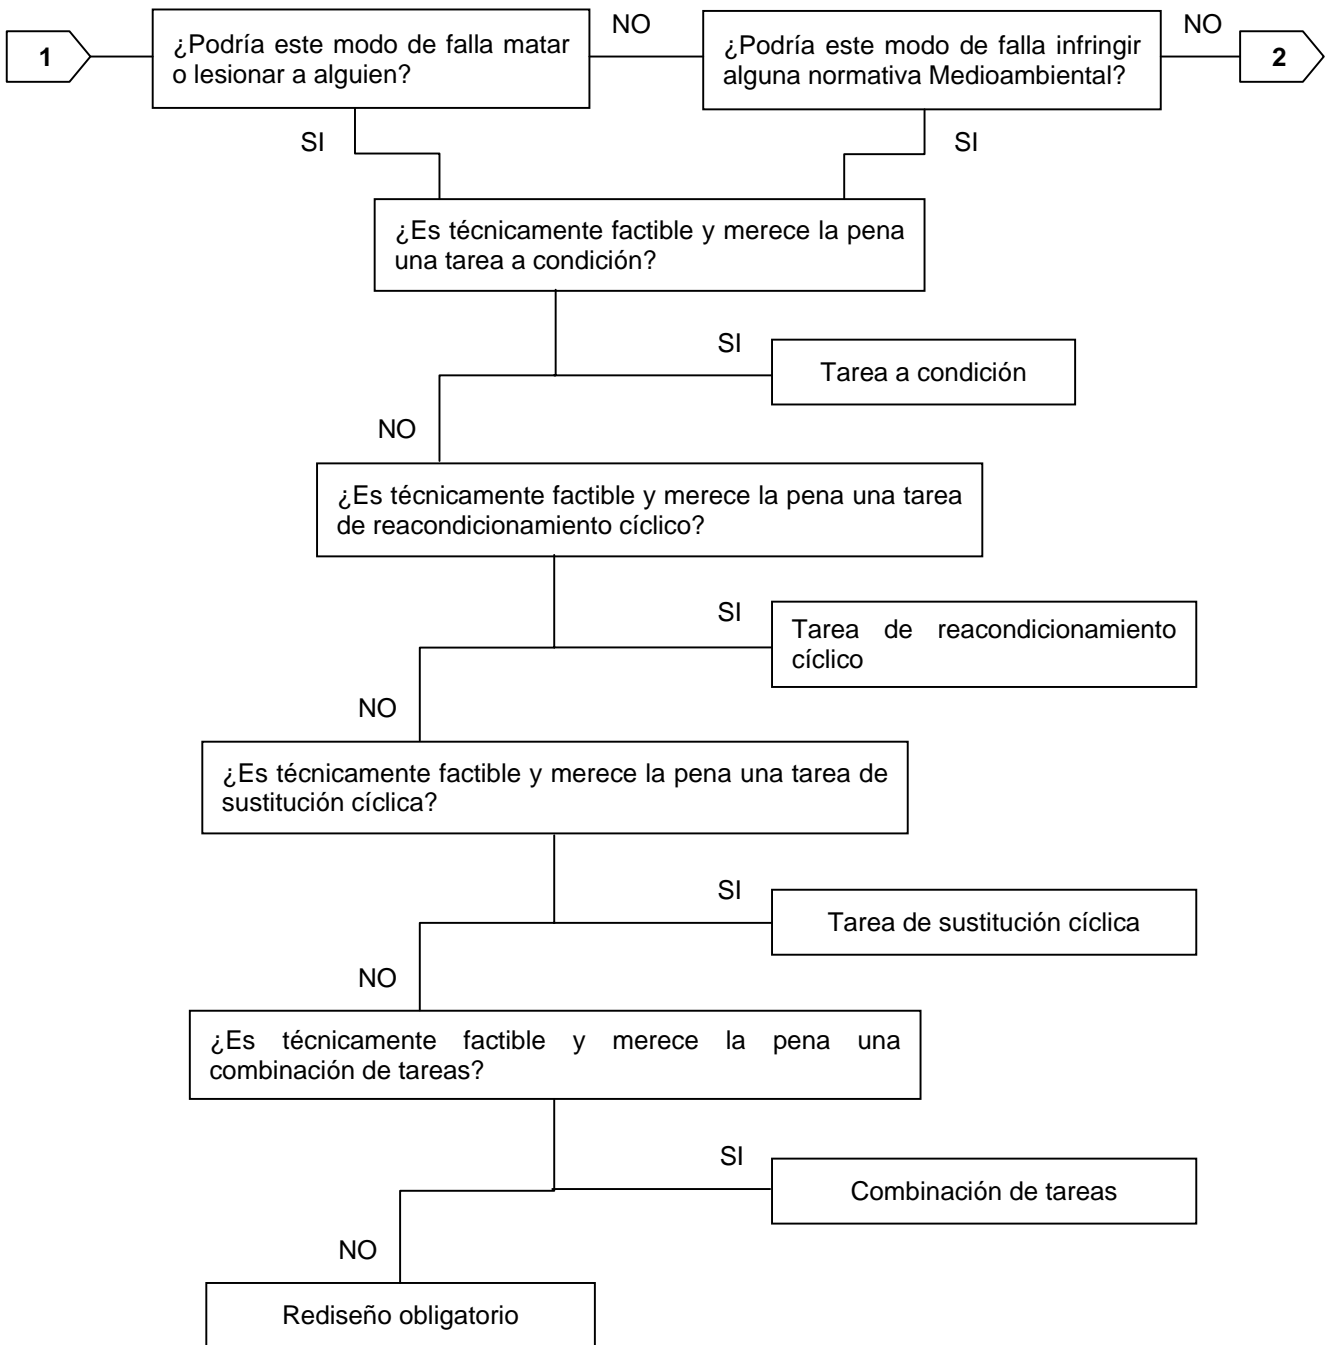 1
¿Podría este modo de falla matar
o lesionar a alguien?
NO
¿Podría este modo de falla infringir
alguna normativa Medioambiental?
NO
2
SI
SI
¿Es técnicamente factible y merece la pena
una tarea a condición?
SI
Tarea a condición
NO
¿Es técnicamente factible y merece la pena una tarea
de reacondicionamiento cíclico?
SI
Tarea de reacondicionamiento
cíclico
NO
¿Es técnicamente factible y merece la pena una tarea de
sustitución cíclica?
SI
Tarea de sustitución cíclica
NO
¿Es técnicamente factible y merece la pena una
combinación de tareas?
SI
Combinación de tareas
NO
Rediseño obligatorio